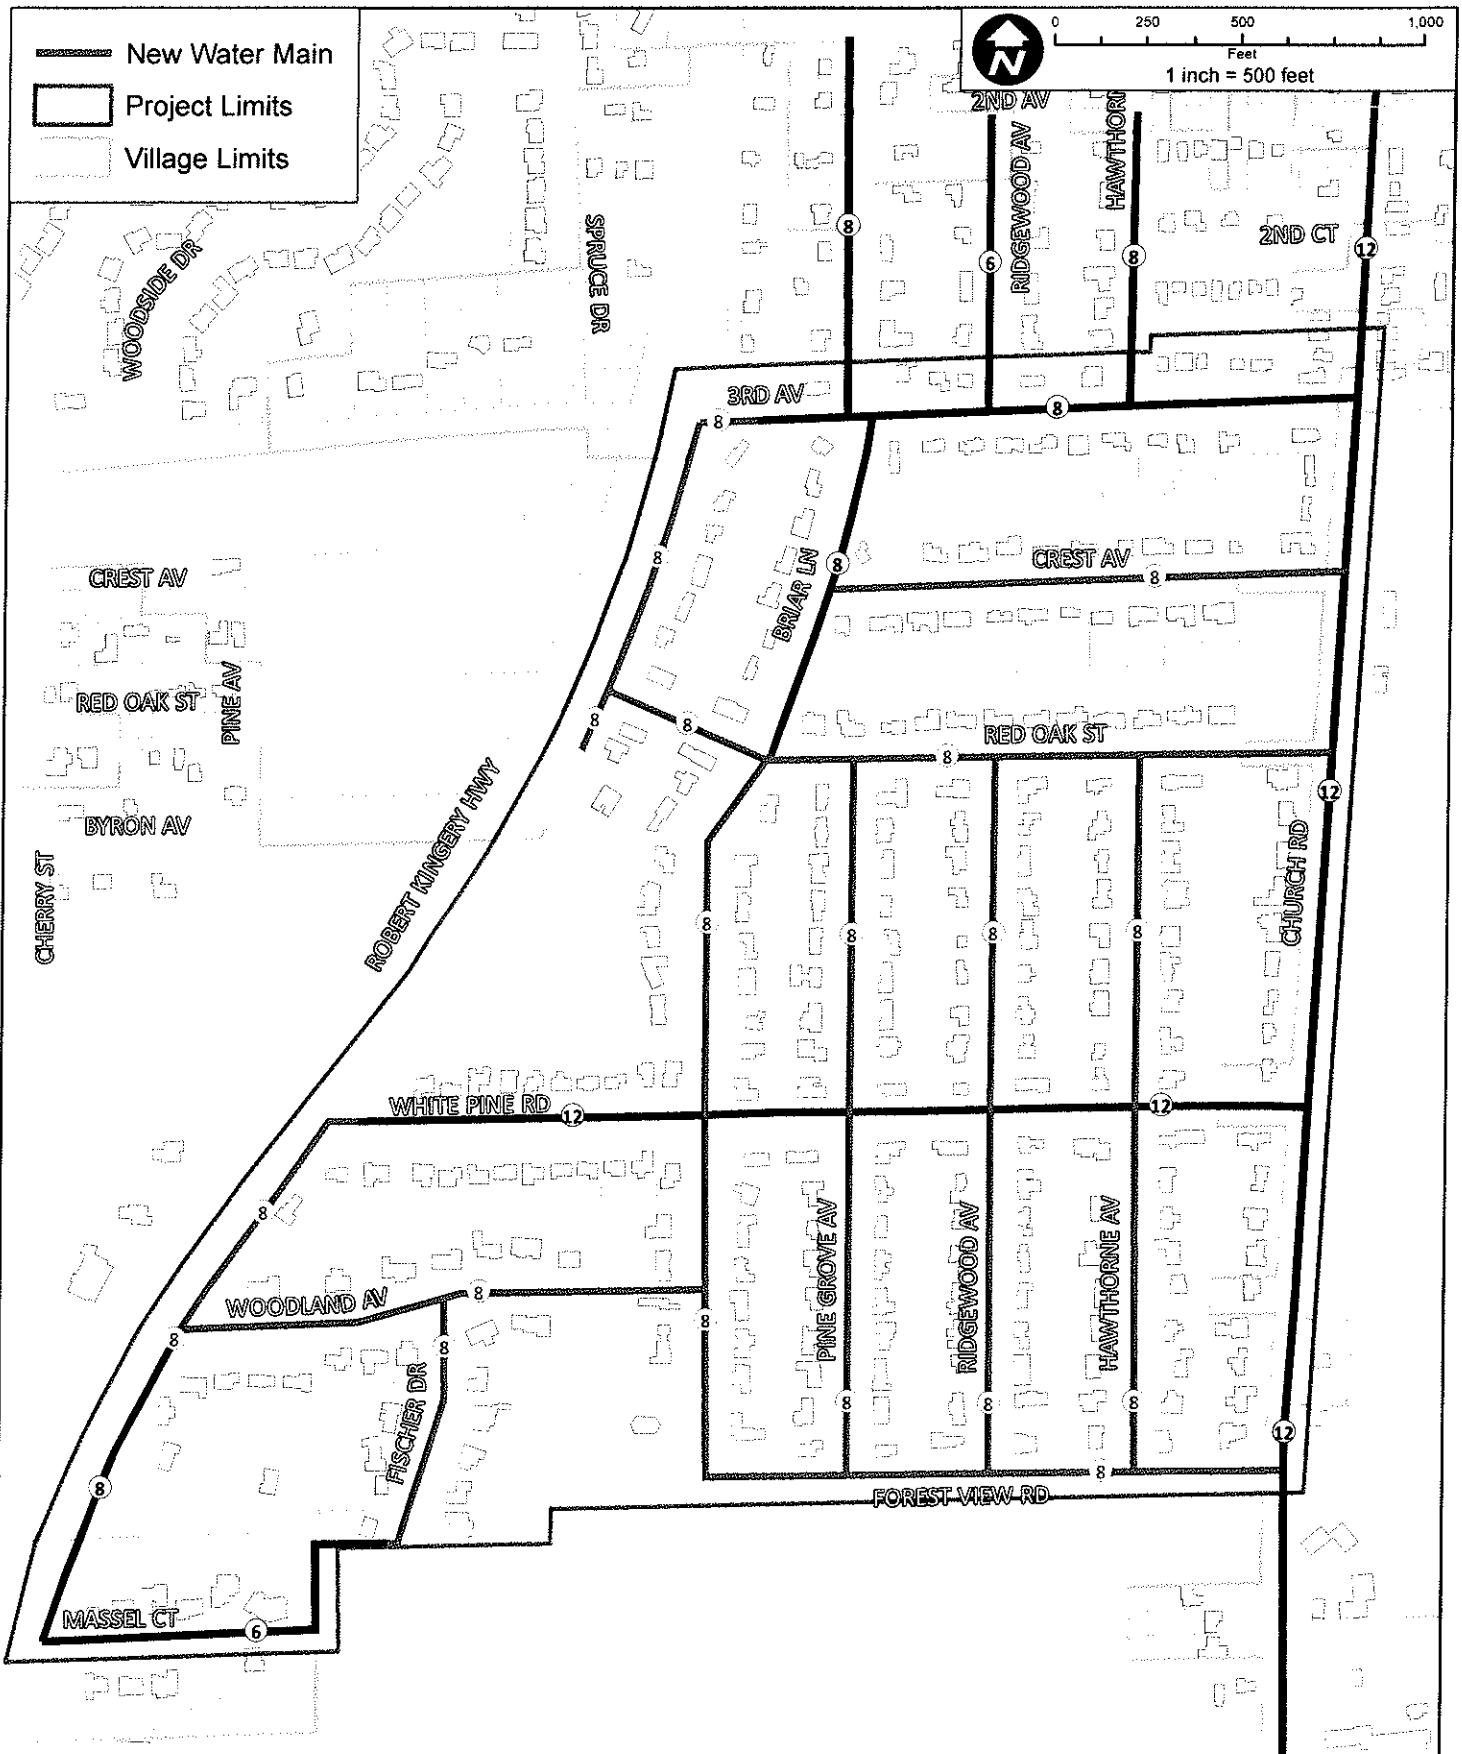 New Water Main
Project Limits
Village Limits
N
0 250 500 1,000
Feet
1 inch = 500 feet
2ND AV
RIDGEWOOD AV
HAWTHORN
2ND CT
WOODSIDE DR
SPRUCE DR
8
6
8
12
3RD AV
8
8
8
8
CREST AV
CREST AV
8
BRIAR LN
RED OAK ST
PINE AV
8
8
RED OAK ST
8
12
BYRON AV
CHERRY ST
ROBERT KINGERY HWY
CHURCH RD
8
8
8
8
WHITE PINE RD
12
12
8
WOODLAND AV
8
8
8
8
PINE GROVE AV
RIDGEWOOD AV
HAWTHORNE AV
FISCHER DR
8
8
8
8
12
8
FOREST VIEW RD
MASSEL CT
6